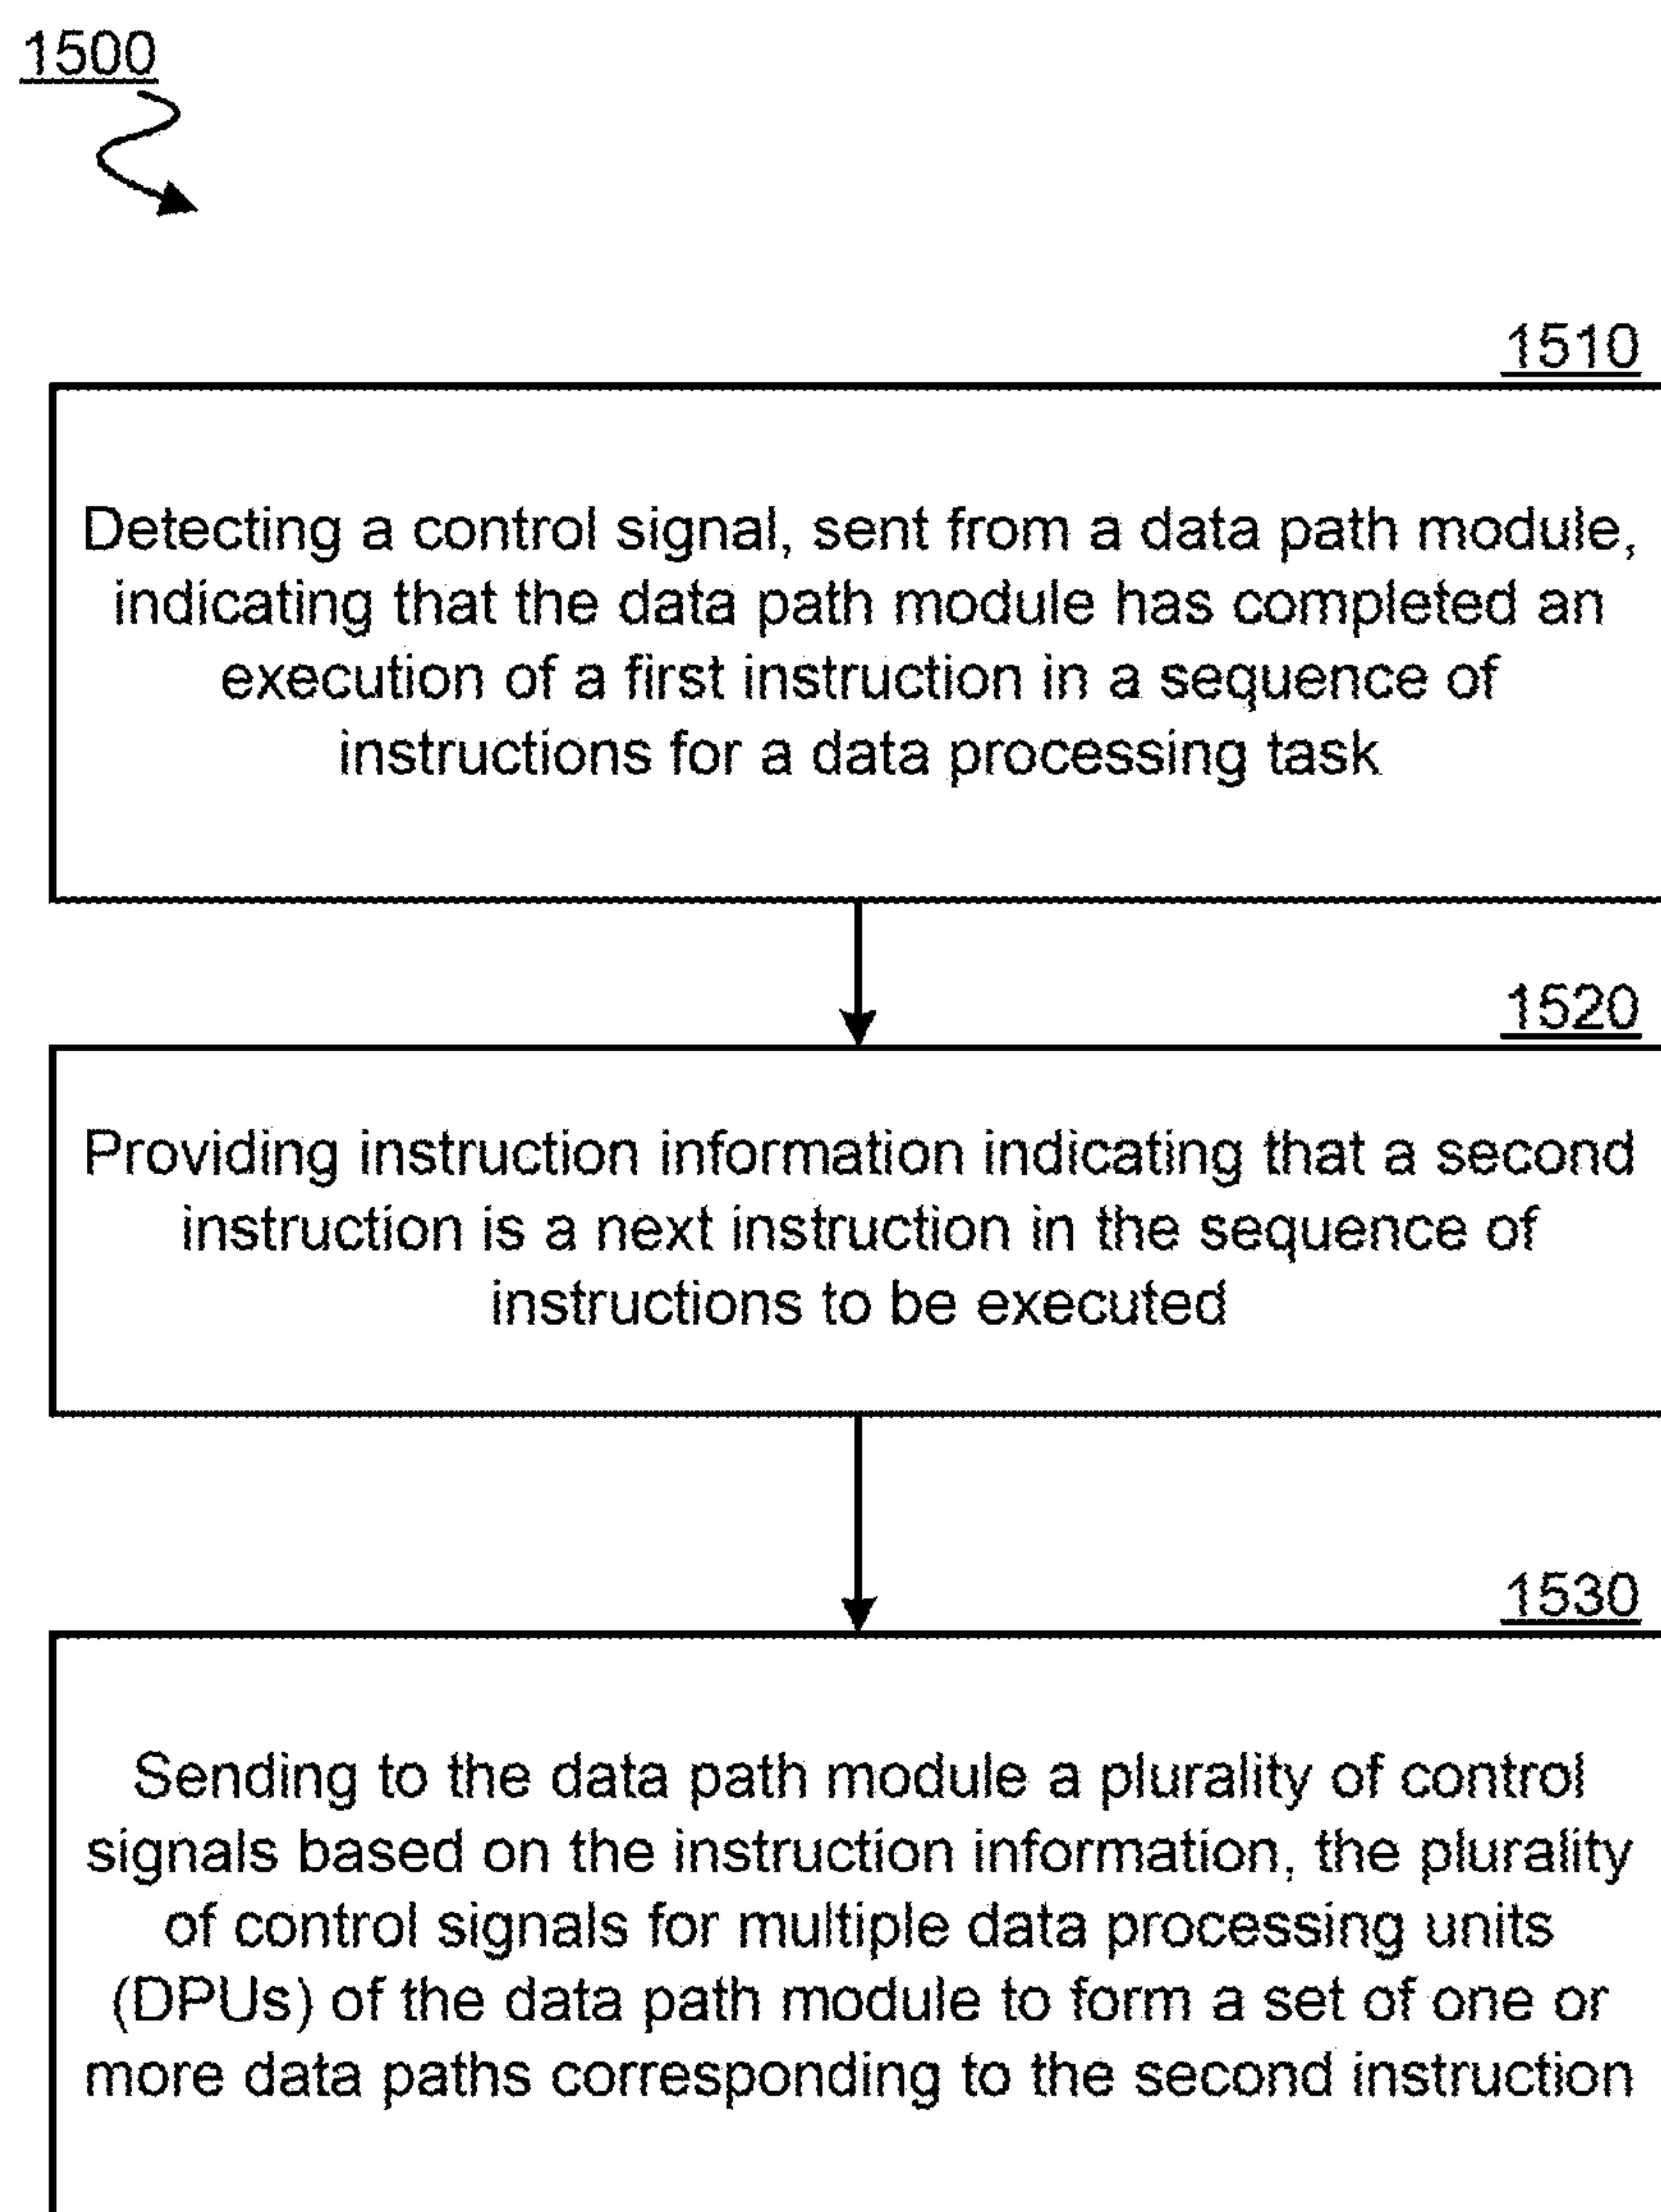 1500
1510
Detecting a control signal, sent from a data path module,
indicating that the data path module has completed an
execution of a first instruction in a sequence of
instructions for a data processing task
1520
Providing instruction information indicating that a second
instruction is a next instruction in the sequence of
instructions to be executed
1530
Sending to the data path module a plurality of control
signals based on the instruction information, the plurality
of control signals for multiple data processing units
(DPUs) of the data path module to form a set of one or
more data paths corresponding to the second instruction